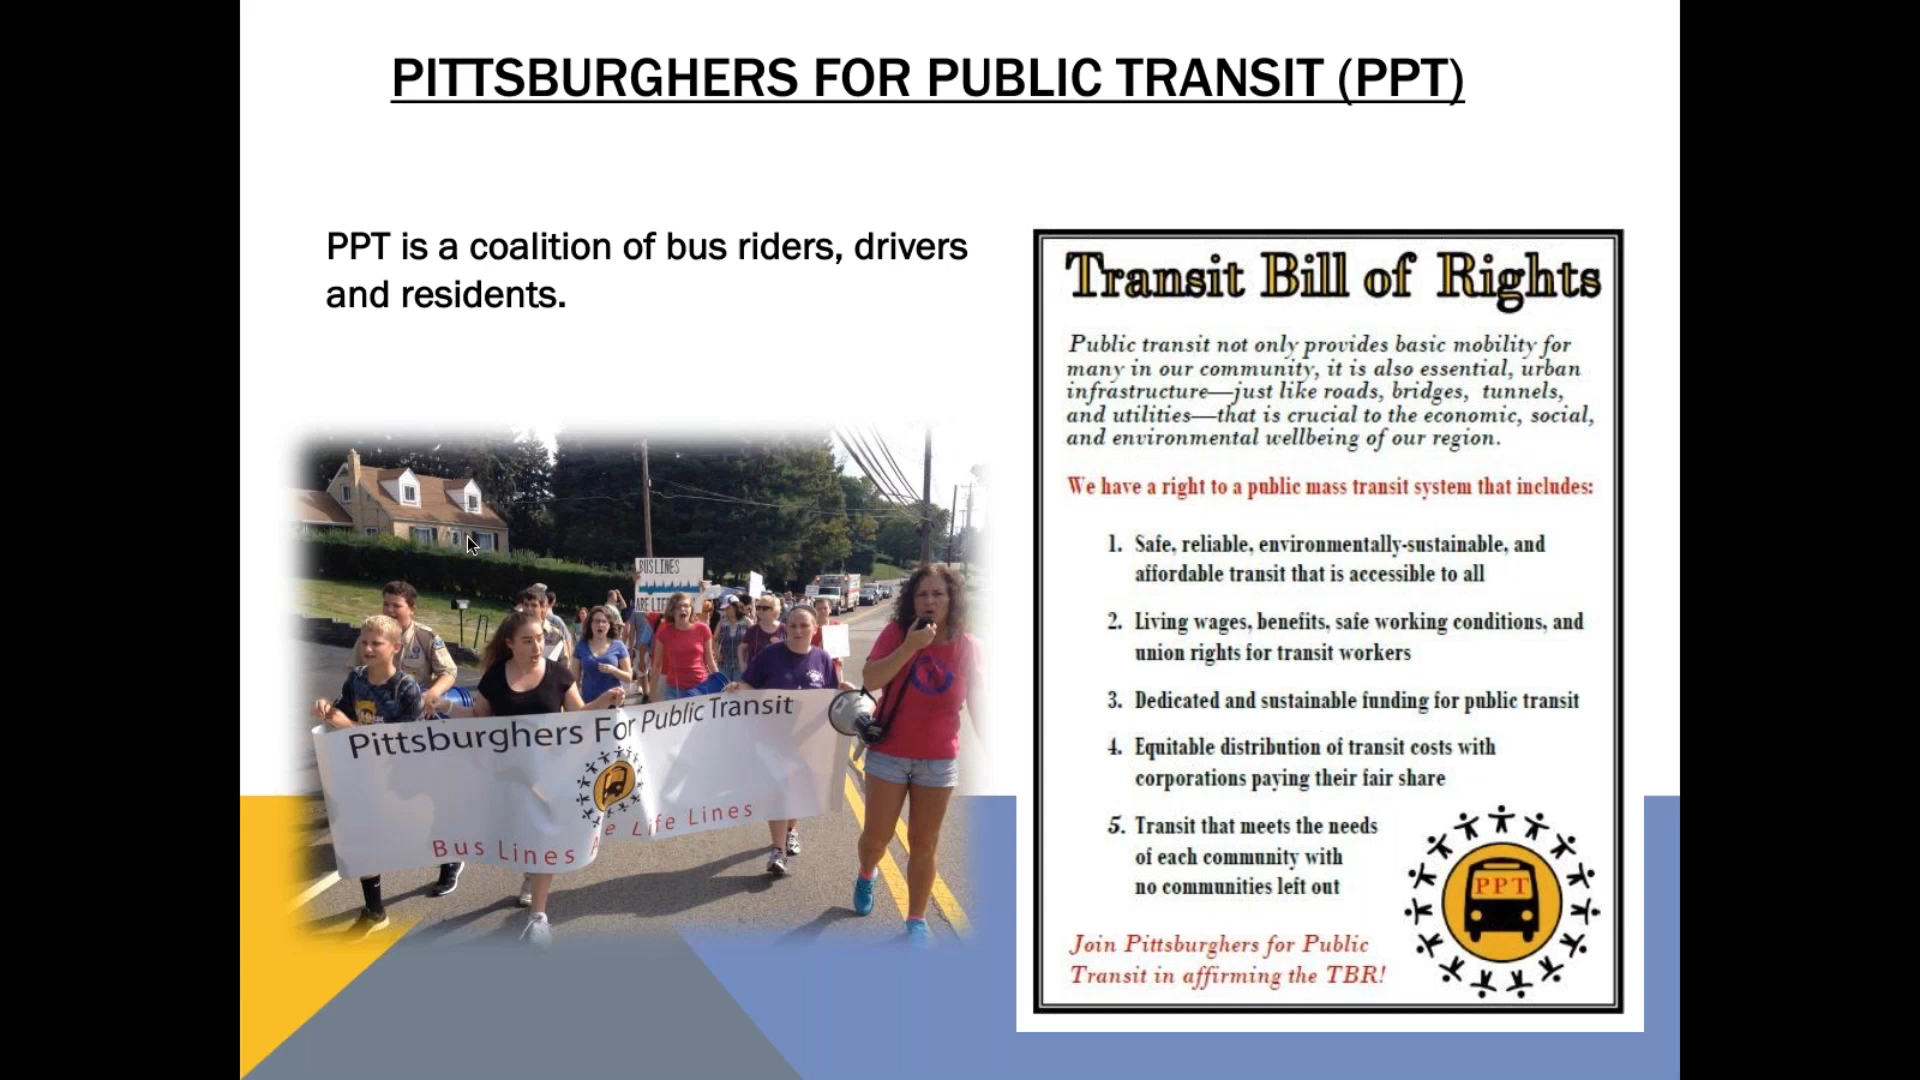 PITTSBURGHERS FOR PUBLIC TRANSIT (PPT)
PPT is a coalition of bus riders, drivers
and residents.
BUS LINES
ARE LIFE
Pittsburghers For Public Transit
Bus Lines Are Life Lines
Transit Bill of Rights
Public transit not only provides basic mobility for
many in our community, it is also essential, urban
infrastructure—just like roads, bridges, tunnels,
and utilities—that is crucial to the economic, social,
and environmental wellbeing of our region.
We have a right to a public mass transit system that includes:
1. Safe, reliable, environmentally-sustainable, and
affordable transit that is accessible to all
2. Living wages, benefits, safe working conditions, and
union rights for transit workers
3. Dedicated and sustainable funding for public transit
4. Equitable distribution of transit costs with
corporations paying their fair share
5. Transit that meets the needs
of each community with
no communities left out
PPT
Join Pittsburghers for Public
Transit in affirming the TBR!